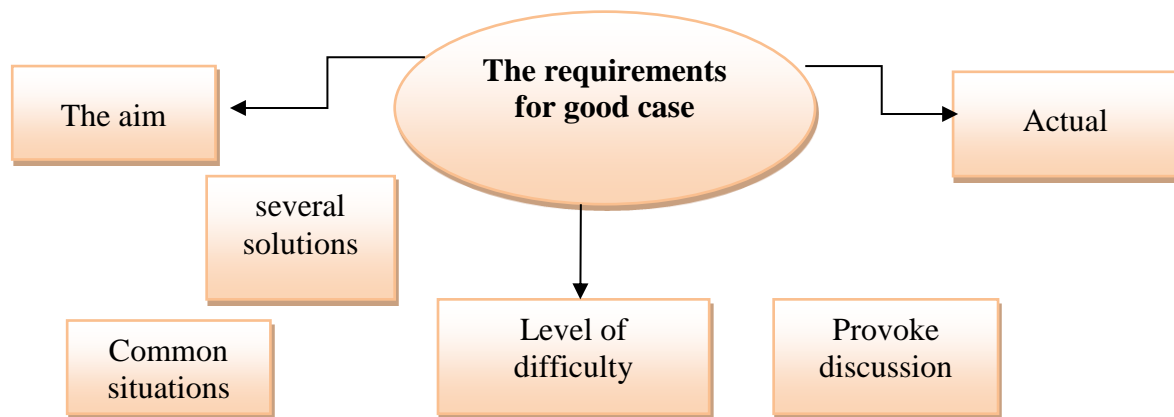 The requirements
for good case
The aim
Actual
several
solutions
Level of
difficulty
Provoke
discussion
Common
situations